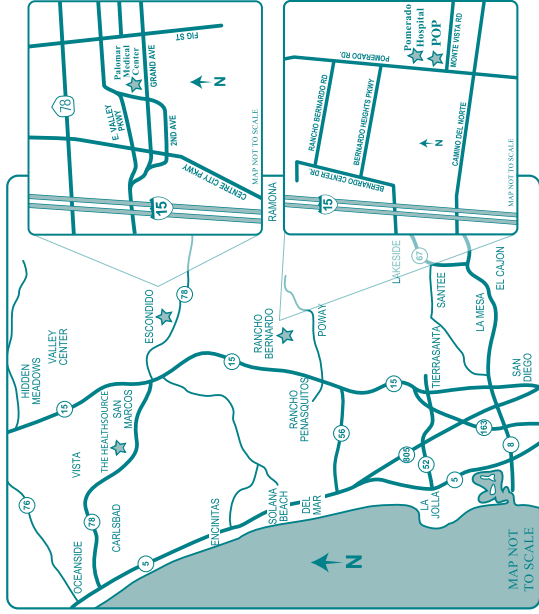 78
FIG ST
Palomar
Medical
Center
GRAND AVE
E. VALLEY
PKWY
2ND AVE
CENTRE CITY PKWY
N
15
MAP NOT TO SCALE
POMERADO RD.
Pomerado
Hospital
POP
MONTE VISTA RD
RANCHO BERNARDO RD
BERNARDO HEIGHTS PKWY
CAMINO DEL NORTE
BERNARDO CENTER DR.
N
15
MAP NOT TO SCALE
RAMONA
HIDDEN
MEADOWS
VALLEY
CENTER
15
76
ESCONDIDO
78
VISTA
THE HEALTHSOURCE
SAN
MARCOS
OCEANSIDE
78
CARLSBAD
5
ENCINITAS
15
RANCHO
BERNARDO
POWAY
RANCHO
PENASQUITOS
56
SOLANA
BEACH
DEL
MAR
LAKESIDE
67
SANTEE
EL CAJON
LA MESA
TIERRASANTA
15
805
52
163
LA
JOLLA
5
8
SAN
DIEGO
N
MAP NOT
TO SCALE